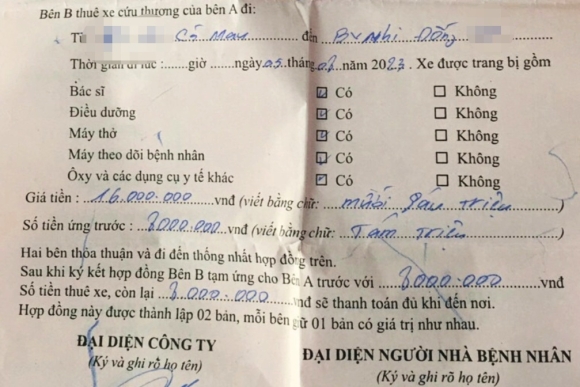 Bên B thuê xe cứu thương của bên A đi:
Từ Cà Mau đến Bv Nhi Đồng
Thời gian đi lúc :......giờ ......ngày 05 tháng 02 năm 2023. Xe được trang bị gồm
Bác sĩ ☑ Có ☐ Không
Điều dưỡng ☑ Có ☐ Không
Máy thở ☑ Có ☐ Không
Máy theo dõi bệnh nhân ☑ Có ☐ Không
Ôxy và các dụng cụ y tế khác ☑ Có ☐ Không
Giá tiền : 16.000.000 vnđ (viết bằng chữ: mười sáu triệu)
Số tiền ứng trước : 8000.000 vnđ (viết bằng chữ: Tám triệu)
Hai bên thỏa thuận và đi đến thống nhất hợp đồng trên.
Sau khi ký kết hợp đồng Bên B tạm ứng cho Bên A trước với : 8000.000 vnđ
Số tiền thuê xe, còn lại 8.000.000 vnđ sẽ thanh toán đủ khi đến nơi.
Hợp đồng này được thành lập 02 bản, mỗi bên giữ 01 bản có giá trị như nhau.
ĐẠI DIỆN CÔNG TY ĐẠI DIỆN NGƯỜI NHÀ BỆNH NHÂN
(Ký và ghi rõ họ tên) (Ký và ghi rõ họ tên)